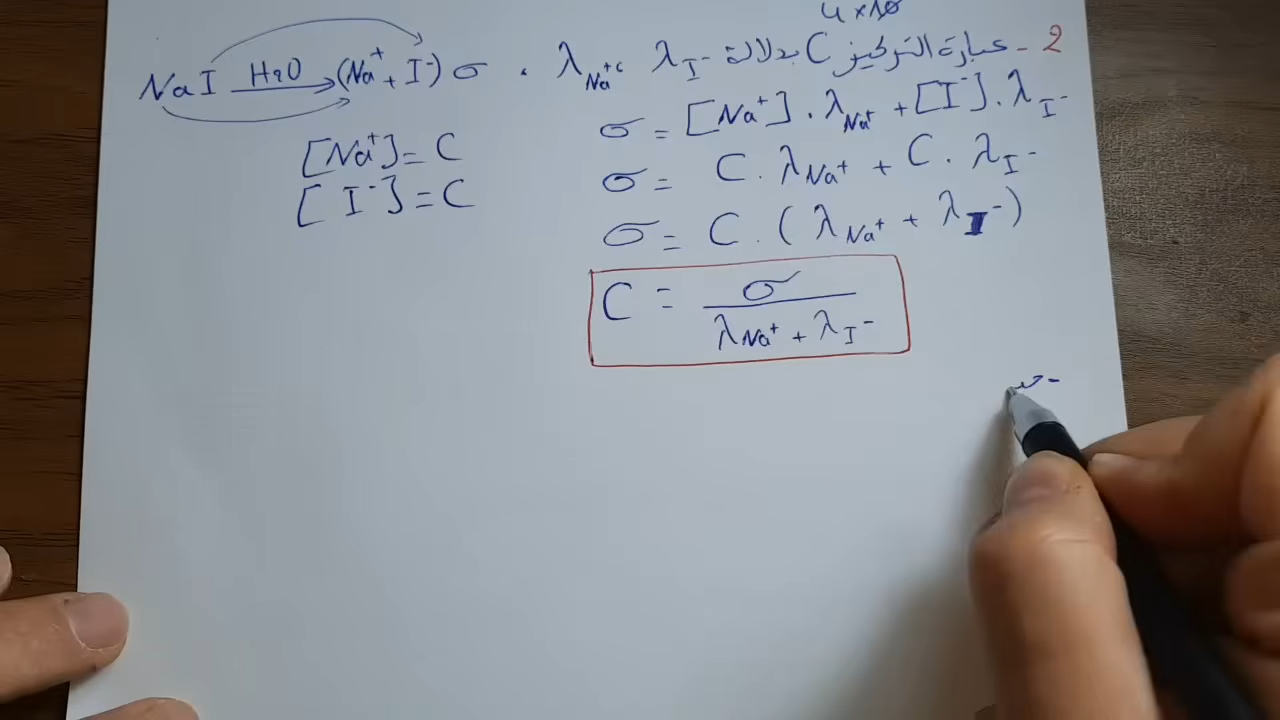 4 × 10
2 - عبارة التركيز C بدلالة λI⁻ λNa⁺ ، σ
NaI —H₂O→ (Na⁺ + I⁻)
σ = [Na⁺] . λNa⁺ + [I⁻] . λI⁻
[Na⁺] = C
σ = C . λNa⁺ + C . λI⁻
[I⁻] = C
σ = C . (λNa⁺ + λI⁻)
C = σ / λNa⁺ + λI⁻